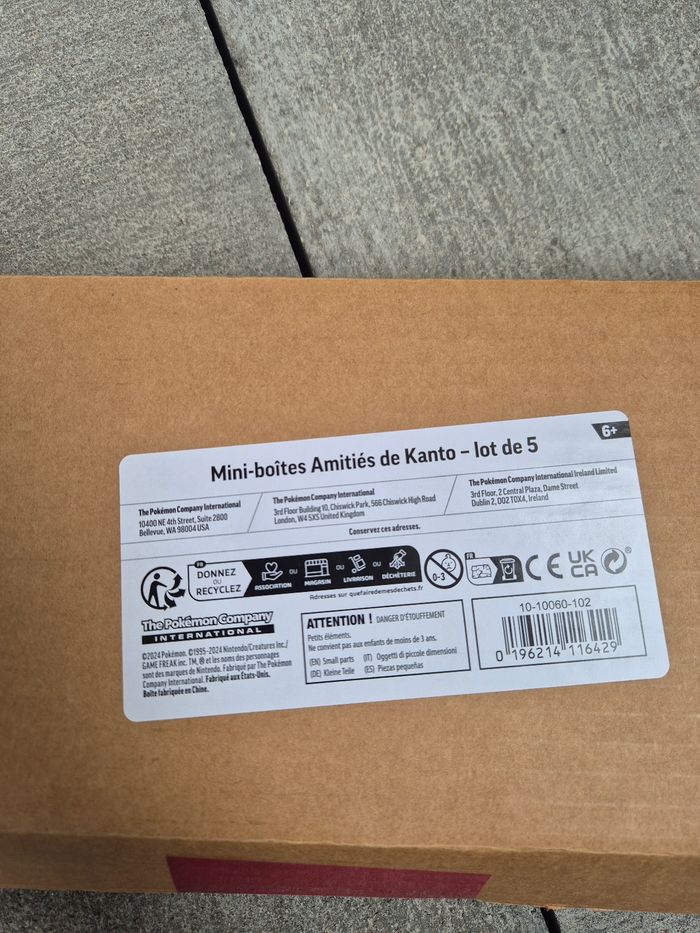 6+
Mini-boîtes Amitiés de Kanto – lot de 5
The Pokémon Company International
10400 NE 4th Street, Suite 2800
Bellevue, WA 98004 USA
The Pokémon Company International
3rd Floor Building 10, Chiswick Park, 566 Chiswick High Road
London, W4 5XS United Kingdom
The Pokémon Company International Ireland Limited
3rd Floor, 2 Central Plaza, Dame Street
Dublin 2, D02 T0X4, Ireland
Conservez ces adresses.
FR
DONNEZ
OU
RECYCLEZ
ASSOCIATION
OU
MAGASIN
OU
LIVRAISON
OU
DÉCHÈTERIE
Adresses sur quefairedemesdechets.fr
0-3
FR
CE
UK
CA
The Pokémon Company
INTERNATIONAL
©2024 Pokémon. ©1995-2024 Nintendo/Creatures Inc./
GAME FREAK inc. TM, ® et les noms des personnages
sont des marques de Nintendo. Fabriqué par The Pokémon
Company International. Fabriqué aux États-Unis.
Boîte fabriquée en Chine.
ATTENTION ! DANGER D'ÉTOUFFEMENT
Petits éléments.
Ne convient pas aux enfants de moins de 3 ans.
(EN) Small parts (IT) Oggetti di piccole dimensioni
(DE) Kleine Teile (ES) Piezas pequeñas
10-10060-102
0 196214 116429